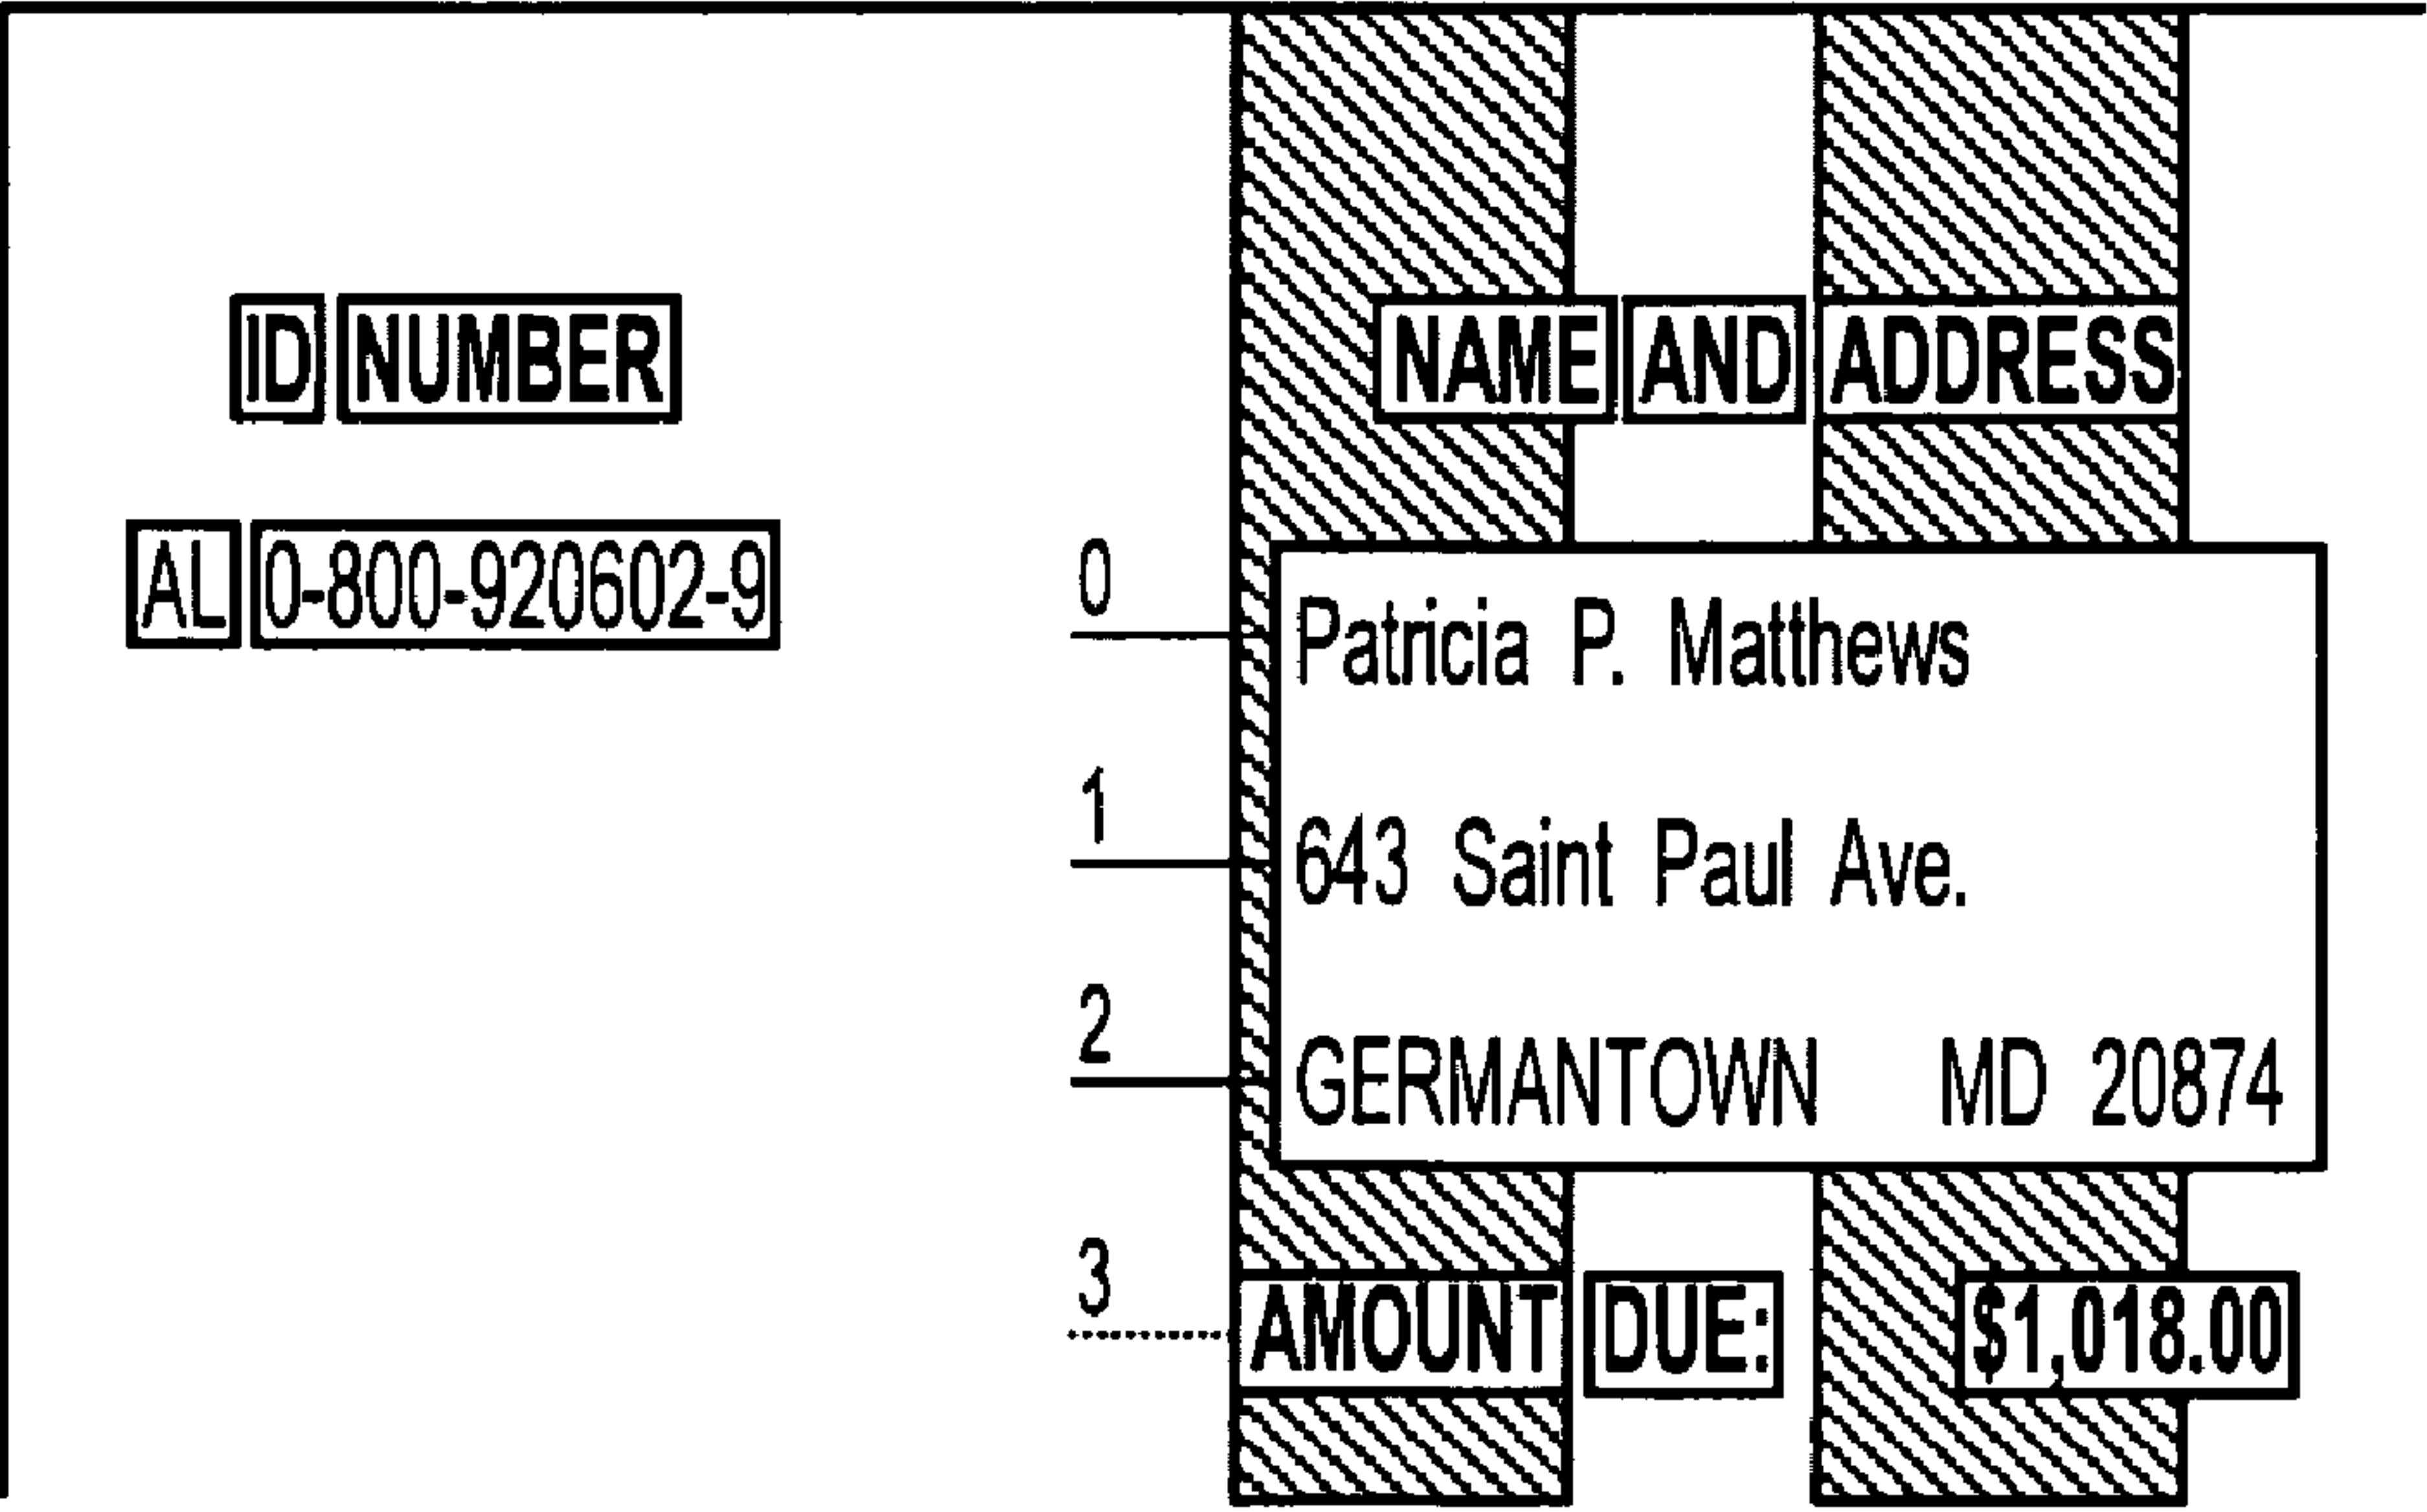 ID NUMBER NAME AND ADDRESS
AL 0-800-920602-9
0 Patricia P. Matthews
1 643 Saint Paul Ave.
2 GERMANTOWN MD 20874
3 AMOUNT DUE: $1,018.00